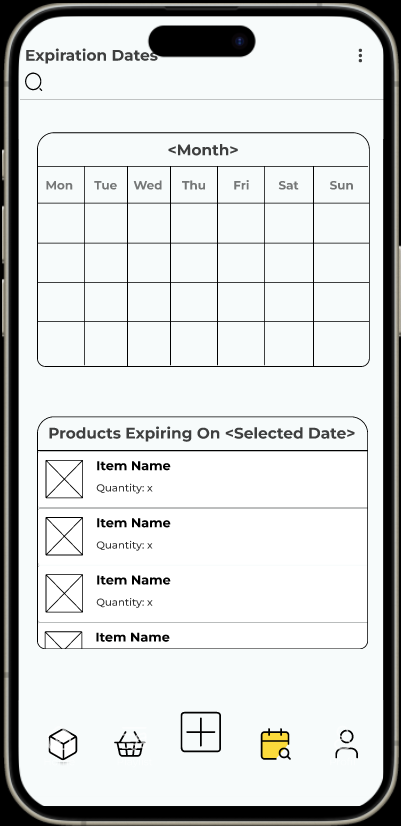 Expiration Dates
<Month>
Mon Tue Wed Thu Fri Sat Sun
Products Expiring On <Selected Date>
Item Name
Quantity: x
Item Name
Quantity: x
Item Name
Quantity: x
Item Name